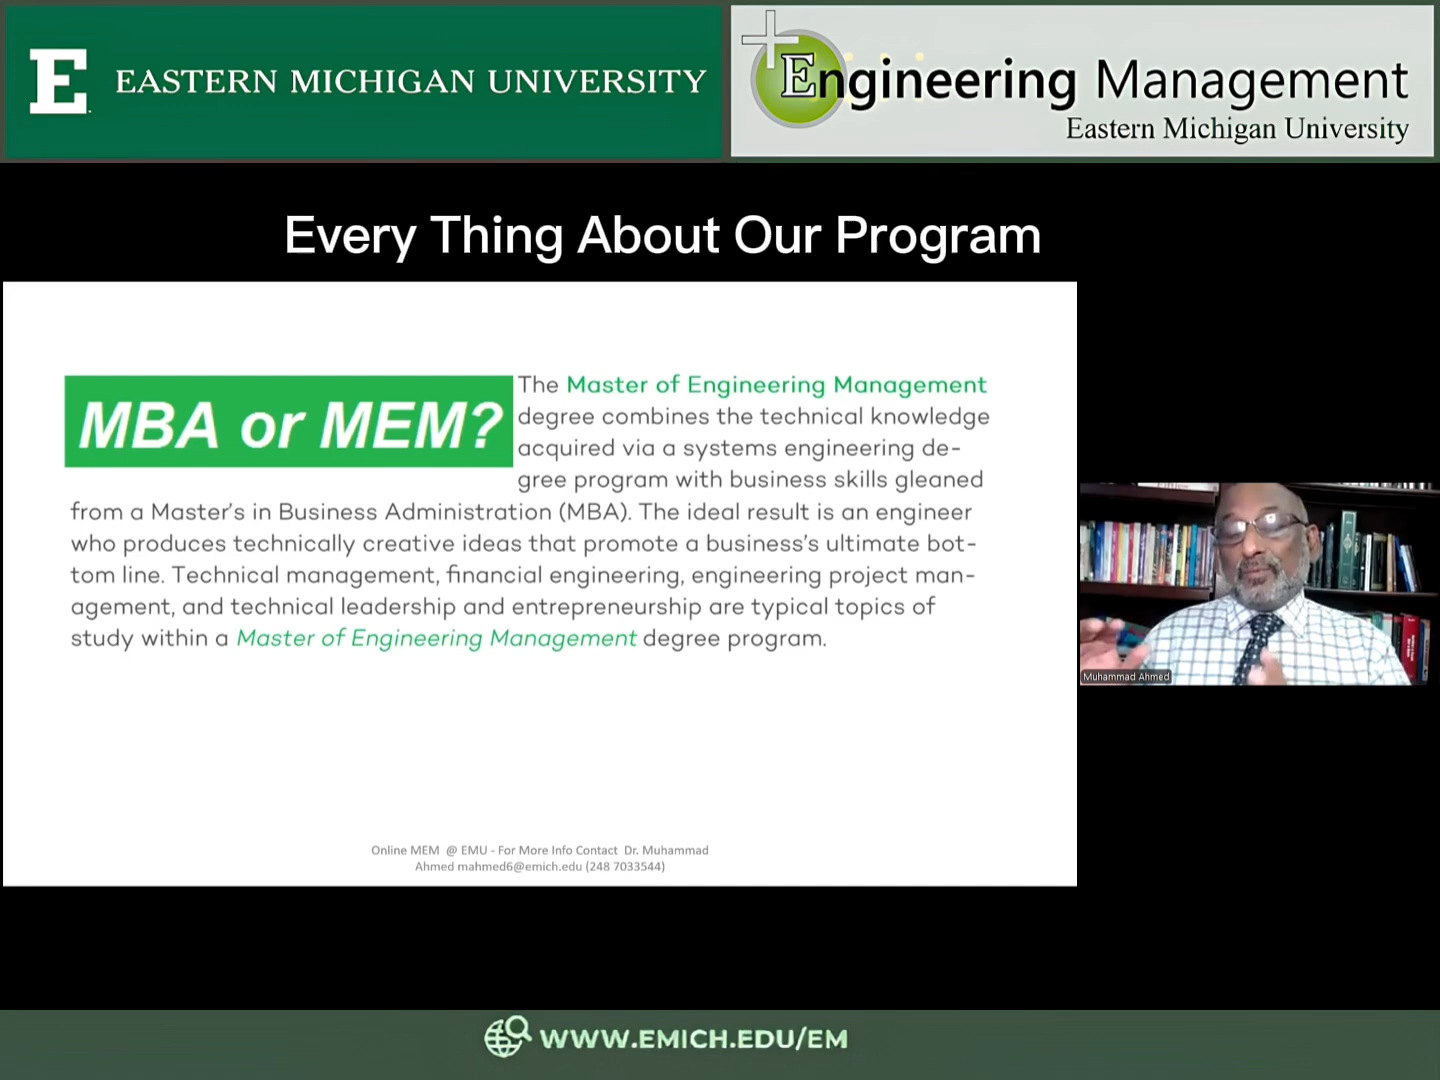 E
EASTERN MICHIGAN UNIVERSITY
Engineering Management
Eastern Michigan University
Every Thing About Our Program
MBA or MEM?
The Master of Engineering Management
degree combines the technical knowledge
acquired via a systems engineering de-
gree program with business skills gleaned
from a Master's in Business Administration (MBA). The ideal result is an engineer
who produces technically creative ideas that promote a business's ultimate bot-
tom line. Technical management, financial engineering, engineering project man-
agement, and technical leadership and entrepreneurship are typical topics of
study within a Master of Engineering Management degree program.
Muhammad Ahmed
Online MEM @ EMU - For More Info Contact Dr. Muhammad
Ahmed mahmed6@emich.edu (248 7033544)
WWW.EMICH.EDU/EM